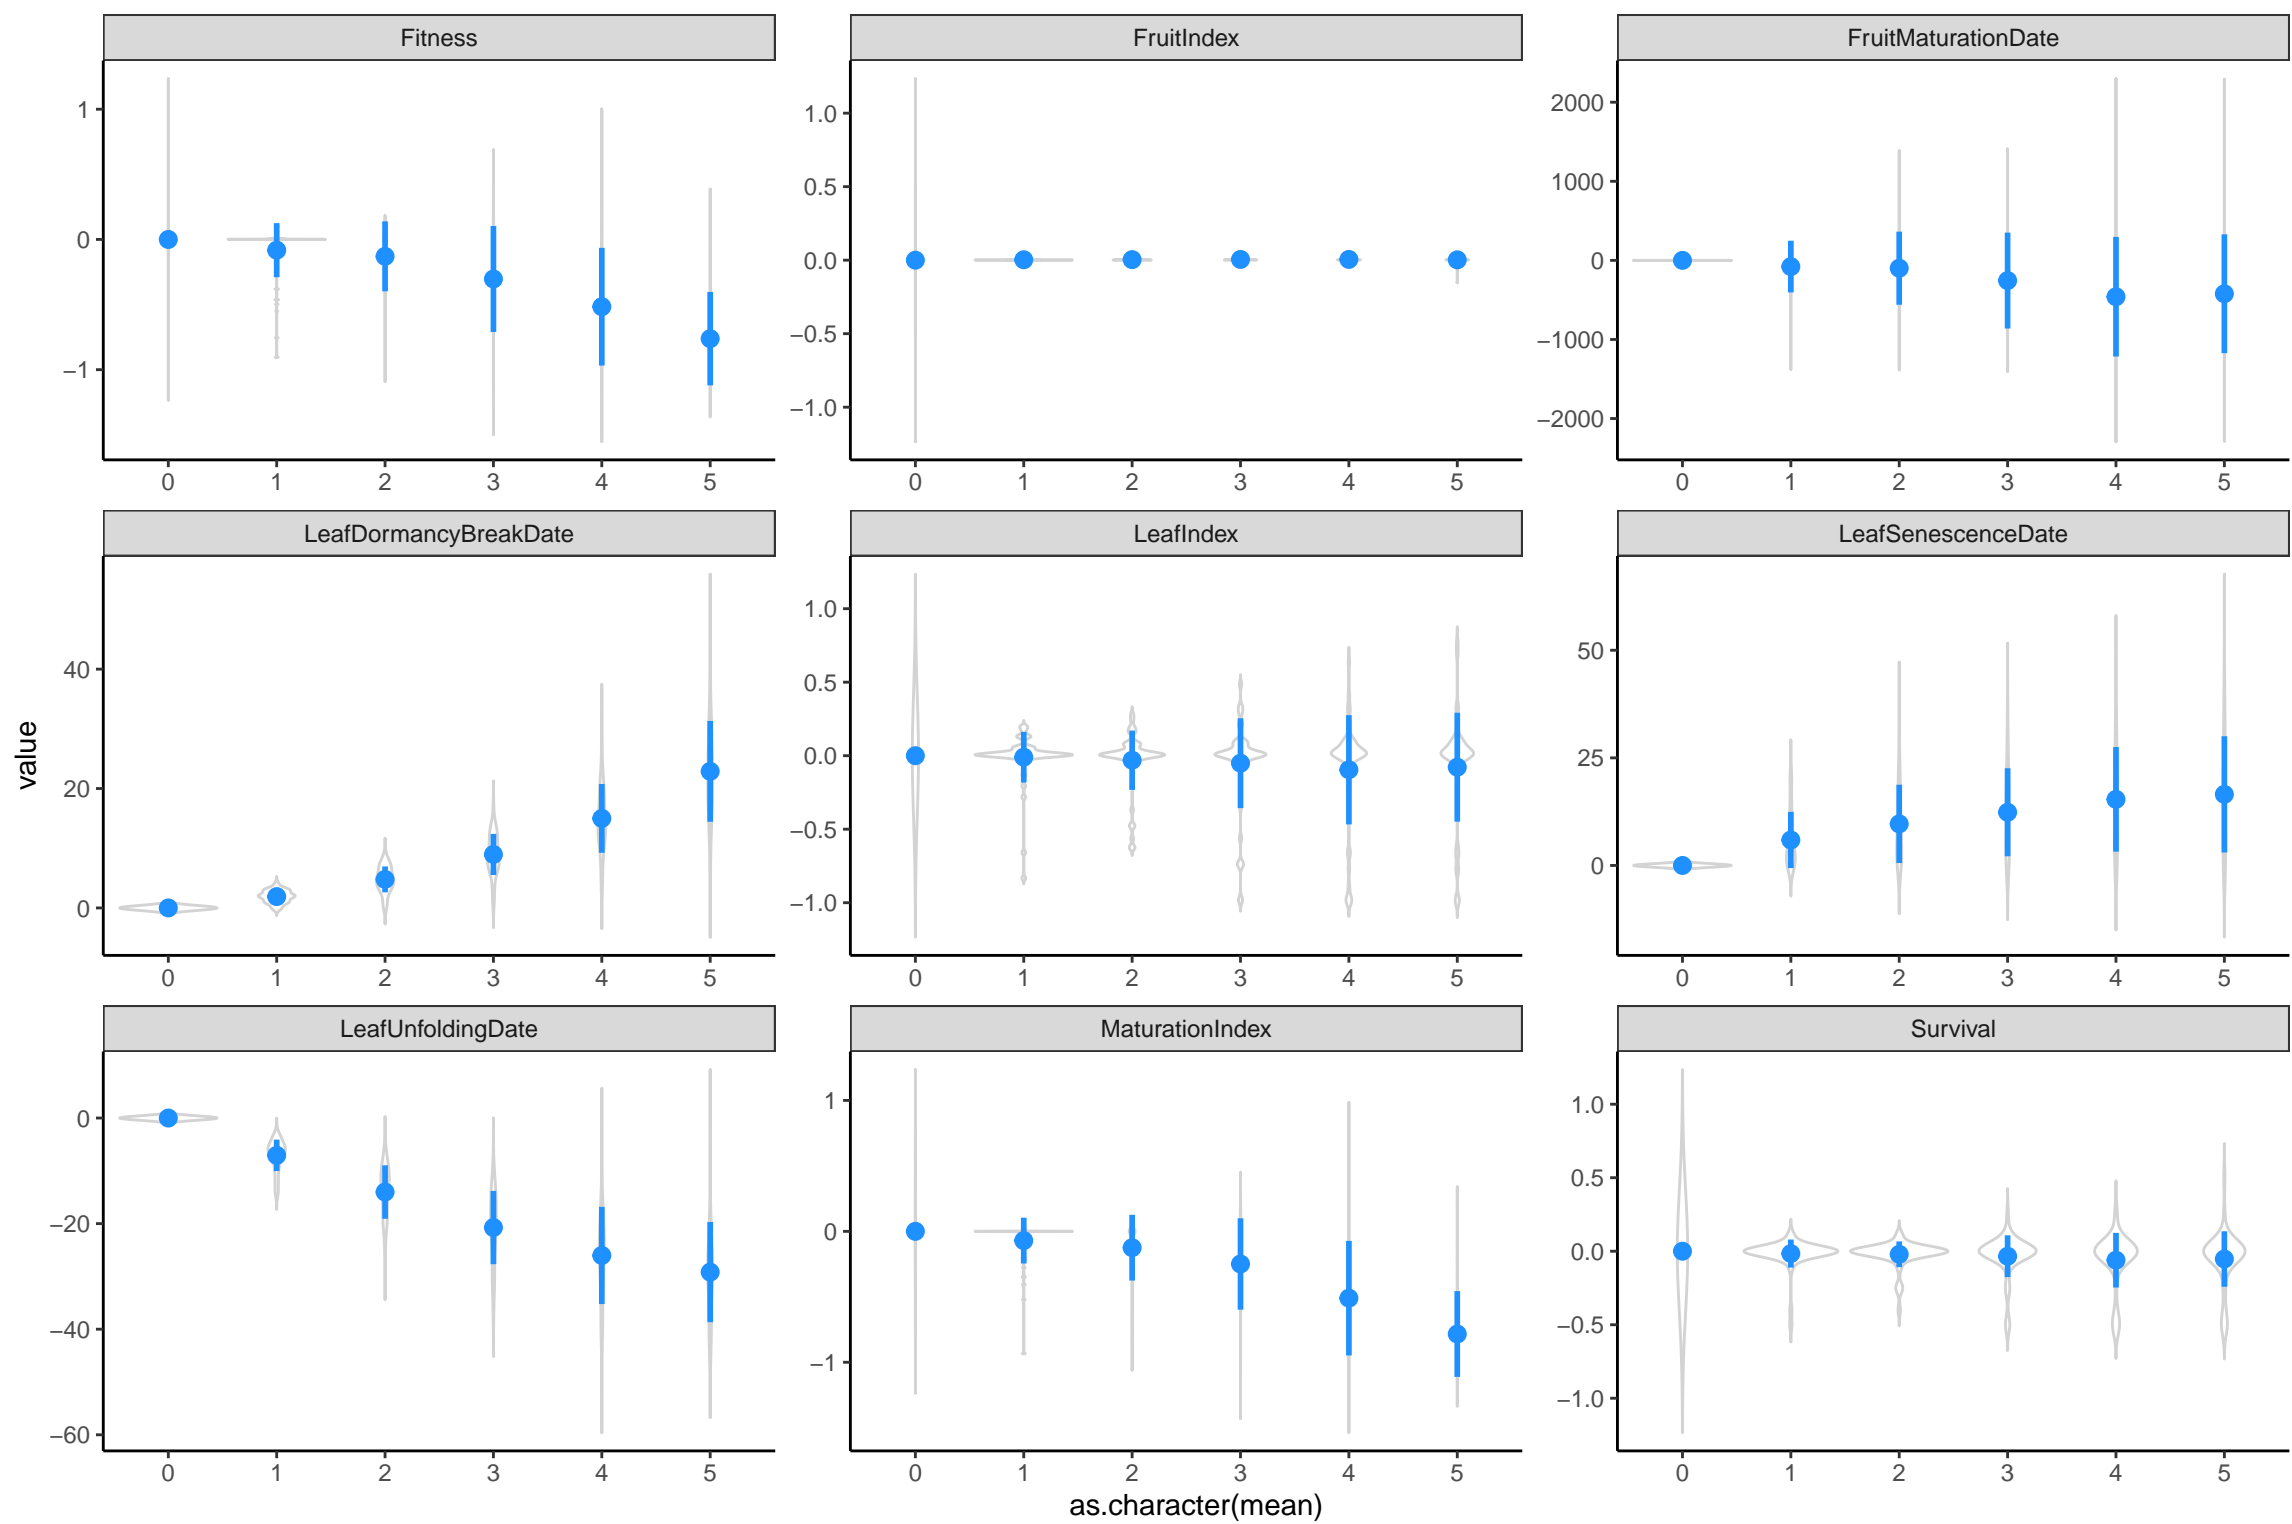 Fitness
FruitIndex
FruitMaturationDate
1
0
−1
0 1 2 3 4 5
1.0
0.5
0.0
−0.5
−1.0
0 1 2 3 4 5
2000
1000
0
−1000
−2000
0 1 2 3 4 5
LeafDormancyBreakDate
LeafIndex
LeafSenescenceDate
value
40
20
0
0 1 2 3 4 5
1.0
0.5
0.0
−0.5
−1.0
0 1 2 3 4 5
50
25
0
0 1 2 3 4 5
LeafUnfoldingDate
MaturationIndex
Survival
0
−20
−40
−60
0 1 2 3 4 5
1
0
−1
0 1 2 3 4 5
1.0
0.5
0.0
−0.5
−1.0
0 1 2 3 4 5
as.character(mean)